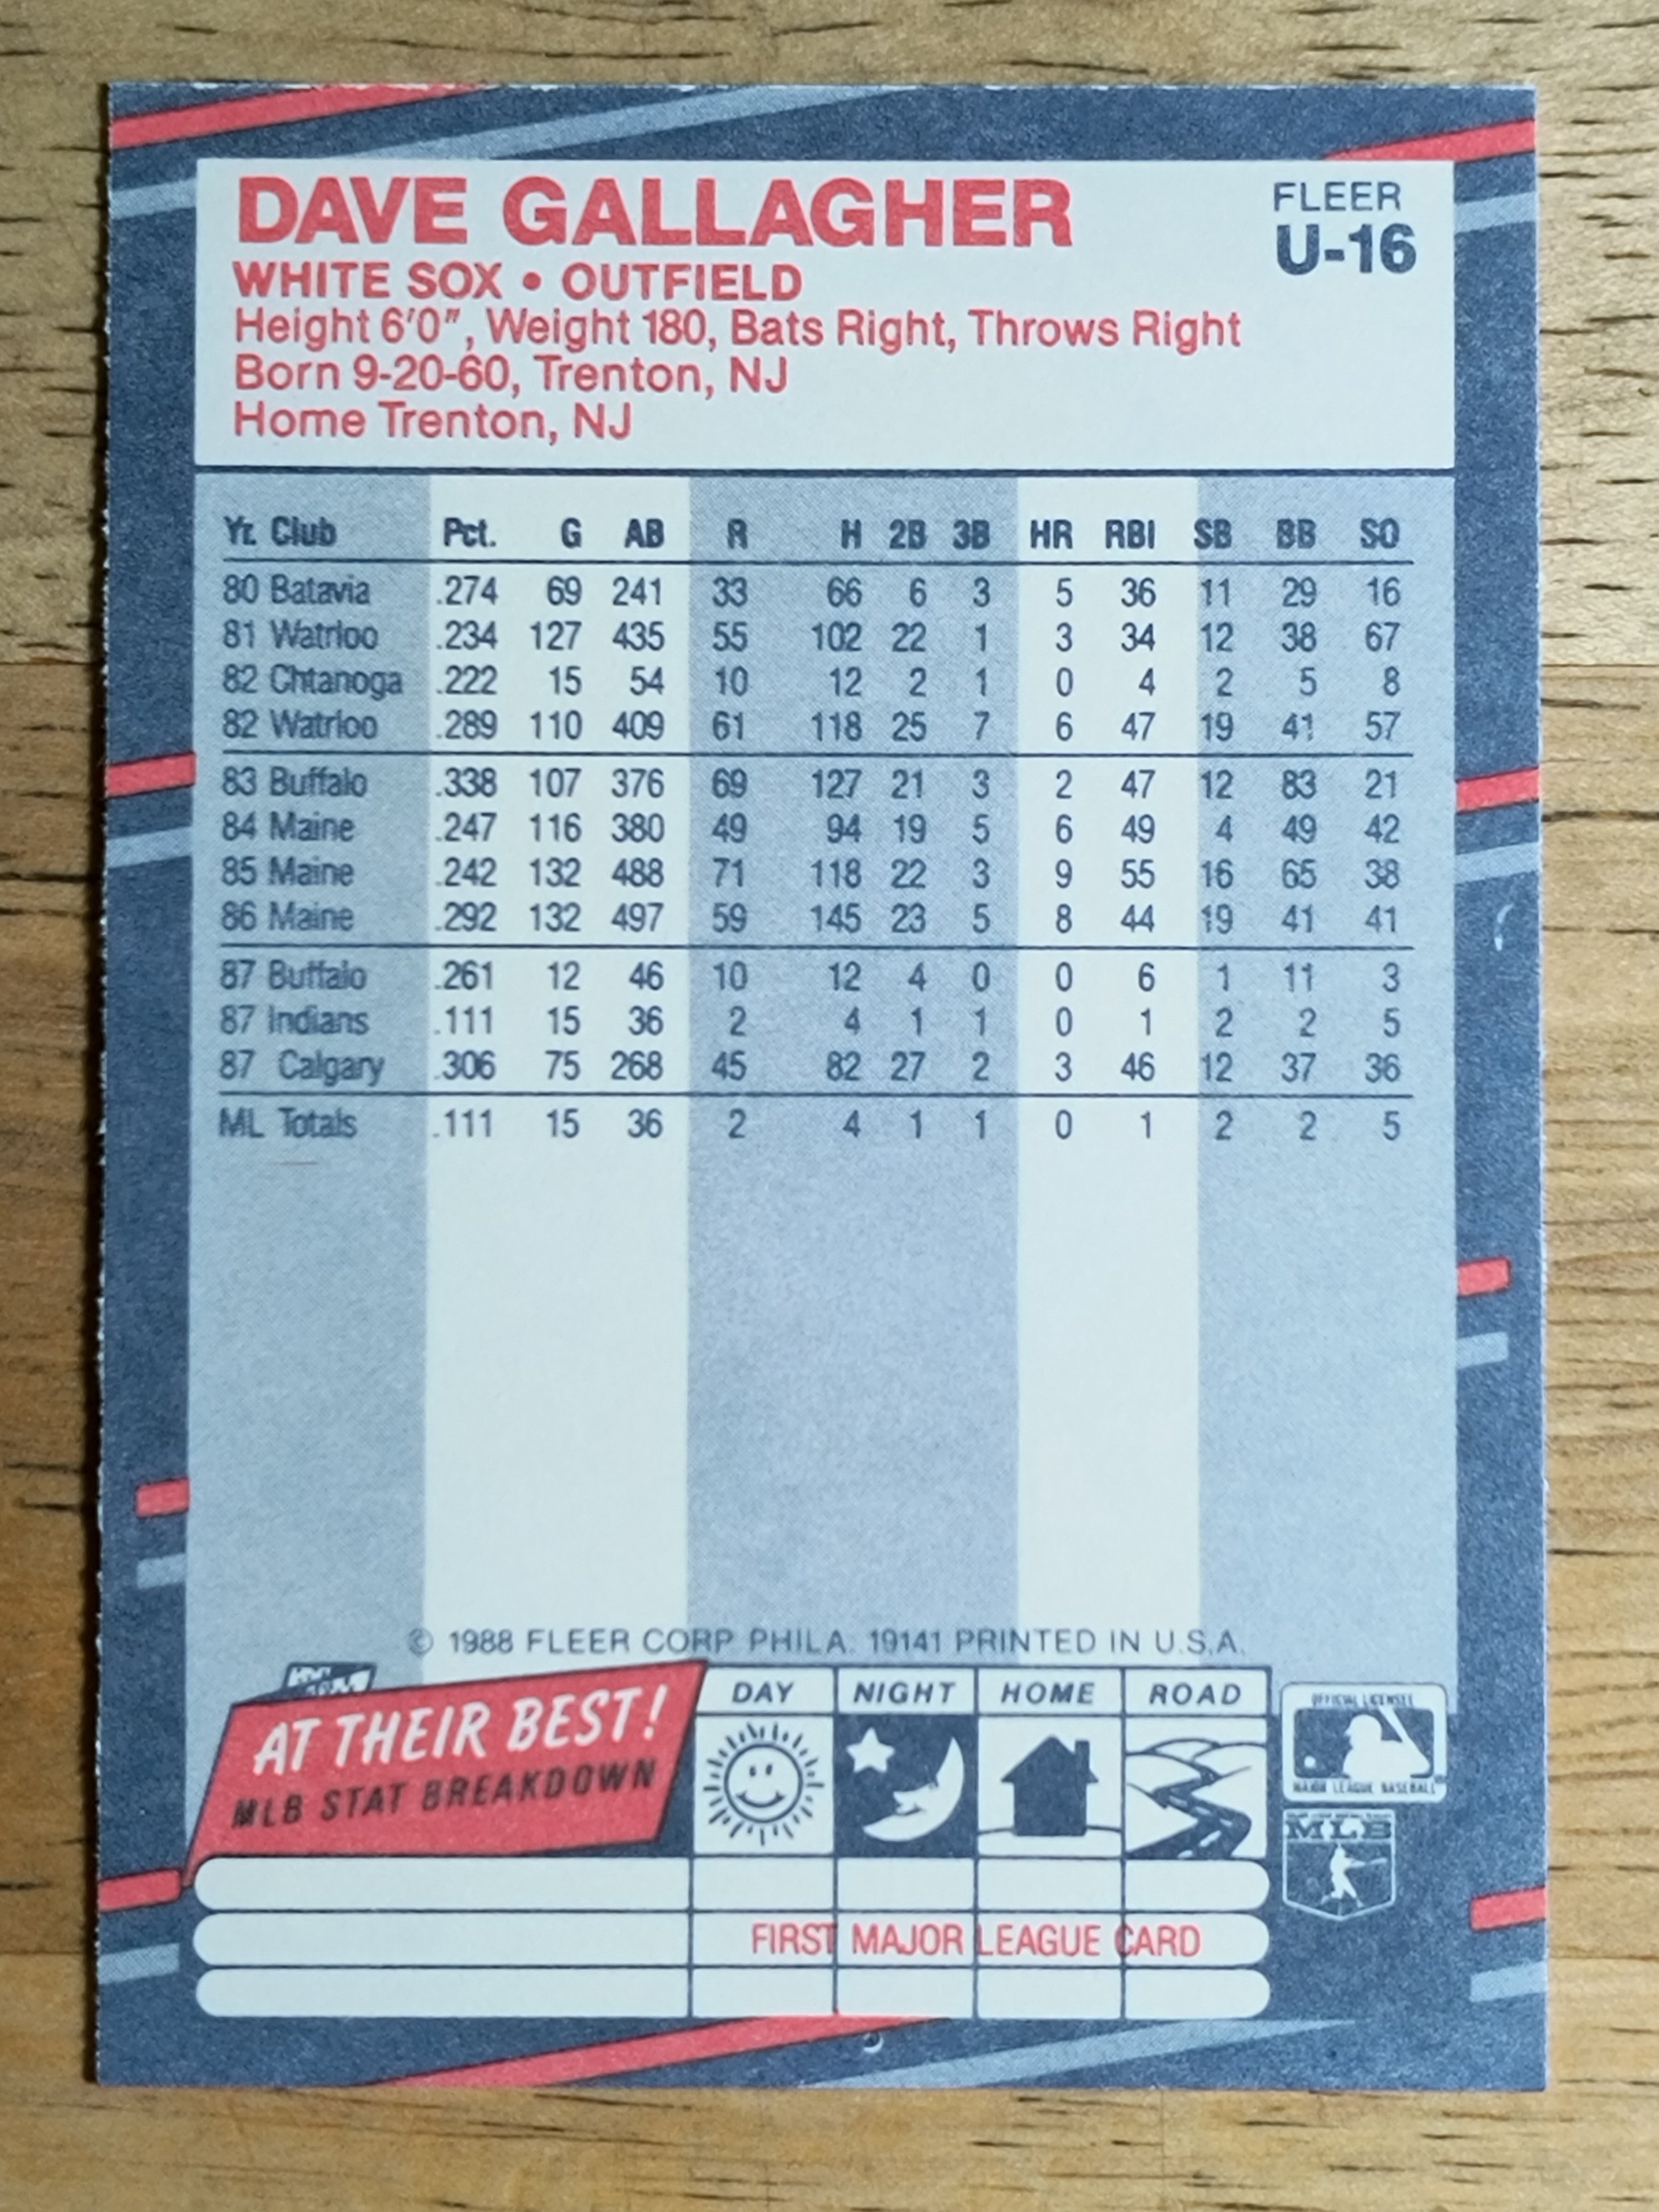 DAVE GALLAGHER
FLEER
U-16
WHITE SOX • OUTFIELD
Height 6'0", Weight 180, Bats Right, Throws Right
Born 9-20-60, Trenton, NJ
Home Trenton, NJ
Yr. Club Pct. G AB R H 2B 3B HR RBI SB BB SO
80 Batavia .274 69 241 33 66 6 3 5 36 11 29 16
81 Watrloo .234 127 435 55 102 22 1 3 34 12 38 67
82 Chtanoga .222 15 54 10 12 2 1 0 4 2 5 8
82 Watrloo .289 110 409 61 118 25 7 6 47 19 41 57
83 Buffalo .338 107 376 69 127 21 3 2 47 12 83 21
84 Maine .247 116 380 49 94 19 5 6 49 4 49 42
85 Maine .242 132 488 71 118 22 3 9 55 16 65 38
86 Maine .292 132 497 59 145 23 5 8 44 19 41 41
87 Buffalo .261 12 46 10 12 4 0 0 6 1 11 3
87 Indians .111 15 36 2 4 1 1 0 1 2 2 5
87 Calgary .306 75 268 45 82 27 2 3 46 12 37 36
ML Totals .111 15 36 2 4 1 1 0 1 2 2 5
© 1988 FLEER CORP PHILA. 19141 PRINTED IN U.S.A.
AT THEIR BEST!
MLB STAT BREAKDOWN
DAY NIGHT HOME ROAD
OFFICIAL LICENSEE
MAJOR LEAGUE BASEBALL
MLB
FIRST MAJOR LEAGUE CARD